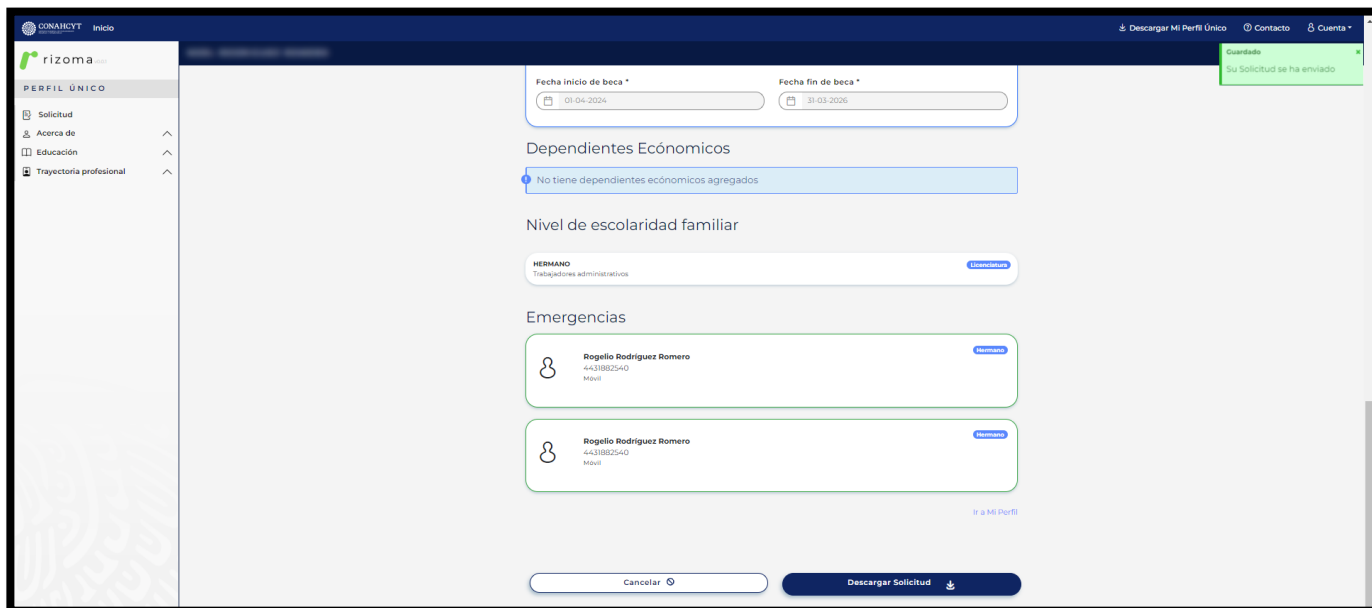 CONAHCYT Inicio
Descargar Mi Perfil Único Contacto Cuenta
rizoma
Guardado ×
Su Solicitud se ha enviado
PERFIL ÚNICO
Solicitud
Acerca de
Educación
Trayectoria profesional
Fecha inicio de beca * Fecha fin de beca *
01-04-2024 31-03-2026
Dependientes Ecónomicos
No tiene dependientes ecónomicos agregados
Nivel de escolaridad familiar
HERMANO Licenciatura
Trabajadores administrativos
Emergencias
Rogelio Rodríguez Romero Hermano
4431882540
Móvil
Rogelio Rodríguez Romero Hermano
4431882540
Móvil
Ir a Mi Perfil
Cancelar Descargar Solicitud